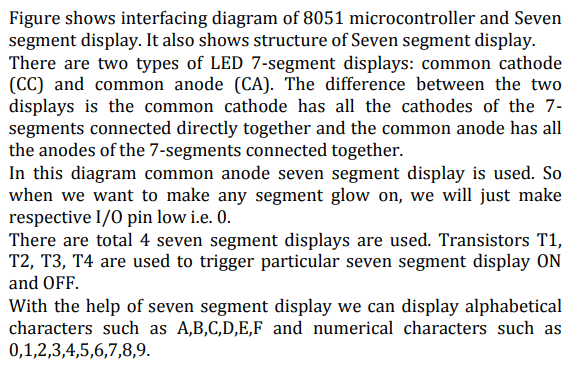 Figure shows interfacing diagram of 8051 microcontroller and Seven
segment display. It also shows structure of Seven segment display.
There are two types of LED 7-segment displays: common cathode
(CC) and common anode (CA). The difference between the two
displays is the common cathode has all the cathodes of the 7-
segments connected directly together and the common anode has all
the anodes of the 7-segments connected together.
In this diagram common anode seven segment display is used. So
when we want to make any segment glow on, we will just make
respective I/O pin low i.e. 0.
There are total 4 seven segment displays are used. Transistors T1,
T2, T3, T4 are used to trigger particular seven segment display ON
and OFF.
With the help of seven segment display we can display alphabetical
characters such as A,B,C,D,E,F and numerical characters such as
0,1,2,3,4,5,6,7,8,9.